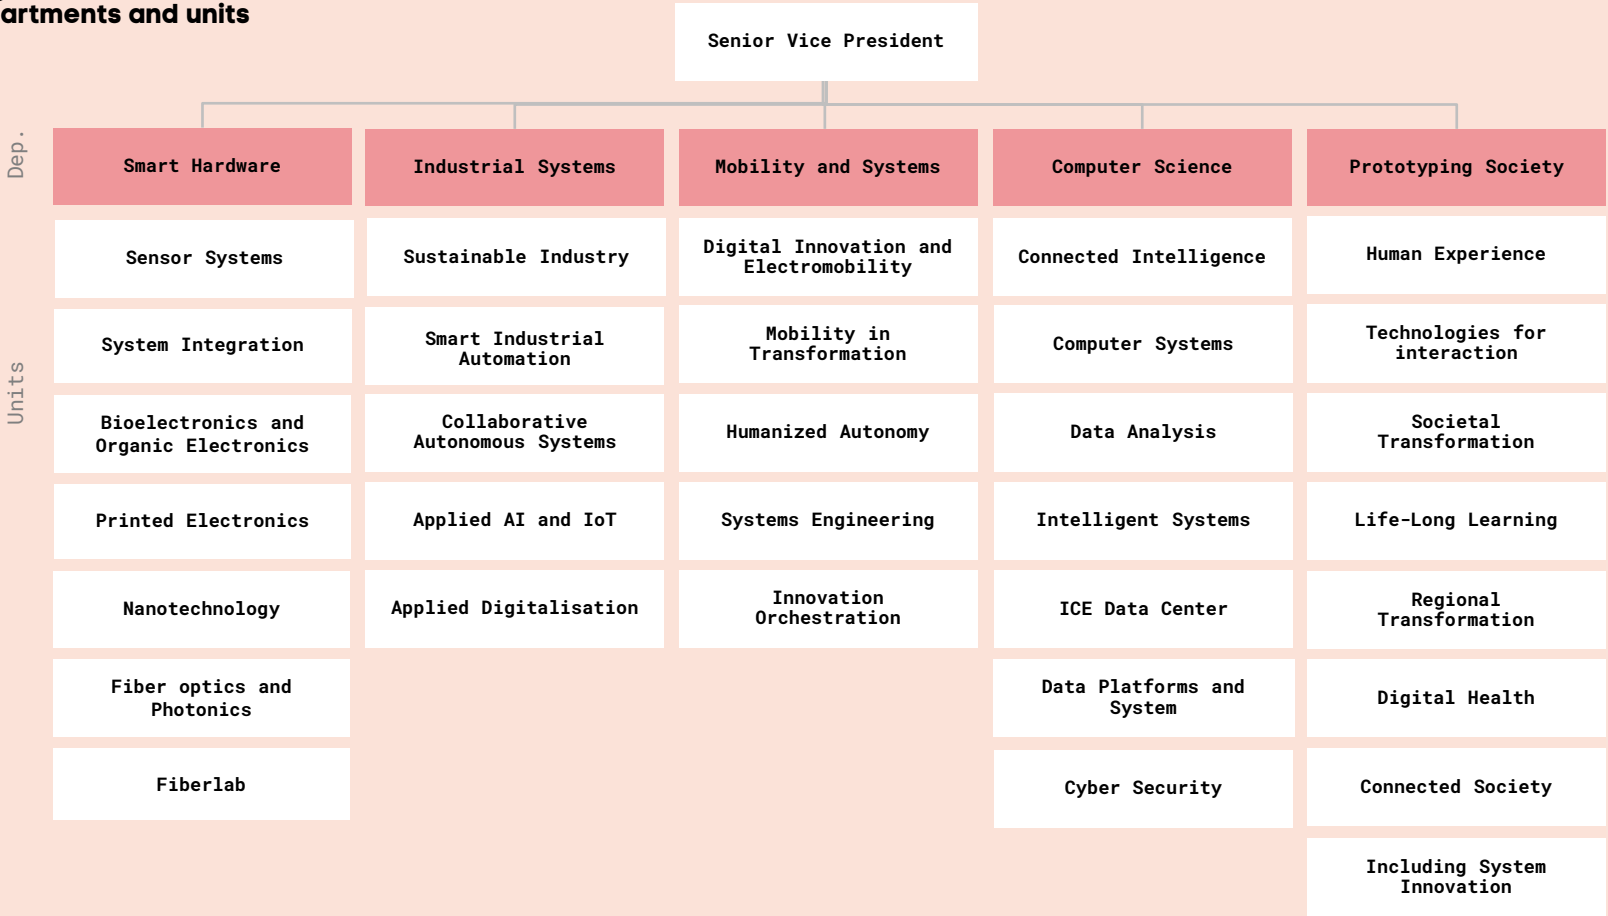 artments and units
Senior Vice President
Dep.
Smart Hardware
Industrial Systems
Mobility and Systems
Computer Science
Prototyping Society
Units
Sensor Systems
System Integration
Bioelectronics and
Organic Electronics
Printed Electronics
Nanotechnology
Fiber optics and
Photonics
Fiberlab
Sustainable Industry
Smart Industrial
Automation
Collaborative
Autonomous Systems
Applied AI and IoT
Applied Digitalisation
Digital Innovation and
Electromobility
Mobility in
Transformation
Humanized Autonomy
Systems Engineering
Innovation
Orchestration
Connected Intelligence
Computer Systems
Data Analysis
Intelligent Systems
ICE Data Center
Data Platforms and
System
Cyber Security
Human Experience
Technologies for
interaction
Societal
Transformation
Life-Long Learning
Regional
Transformation
Digital Health
Connected Society
Including System
Innovation